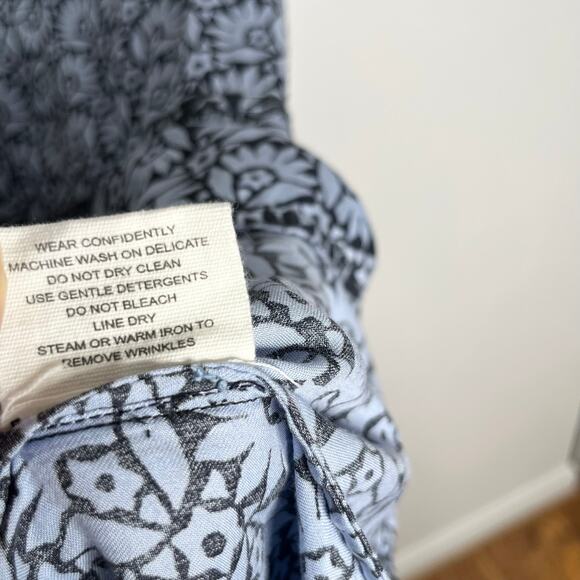 WEAR CONFIDENTLY
MACHINE WASH ON DELICATE
DO NOT DRY CLEAN
USE GENTLE DETERGENTS
DO NOT BLEACH
LINE DRY
STEAM OR WARM IRON TO
REMOVE WRINKLES